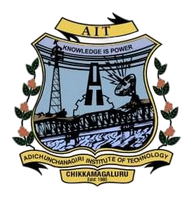 AIT
KNOWLEDGE IS POWER
ADICHUNCHANAGIRI INSTITUTE OF TECHNOLOGY
CHIKKAMAGALURU
Estd: 1980